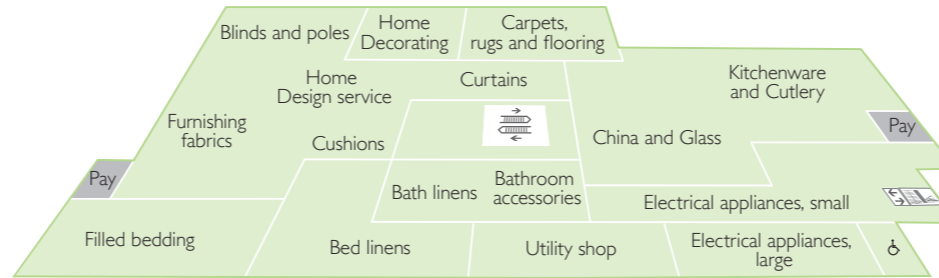 Blinds and poles
Home
Decorating
Carpets,
rugs and flooring
Home
Design service
Curtains
Kitchenware
and Cutlery
Furnishing
fabrics
Cushions
China and Glass
Pay
Pay
Bath linens
Bathroom
accessories
Electrical appliances, small
Filled bedding
Bed linens
Utility shop
Electrical appliances,
large